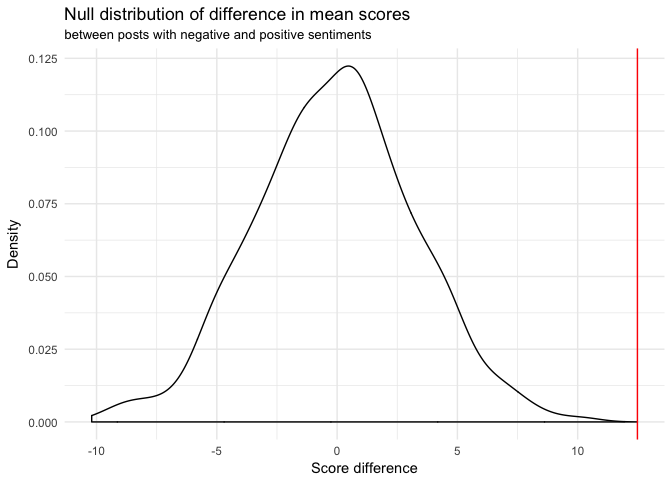 Null distribution of difference in mean scores
between posts with negative and positive sentiments
0.125
0.100
0.075
0.050
0.025
0.000
Density
-10 -5 0 5 10
Score difference